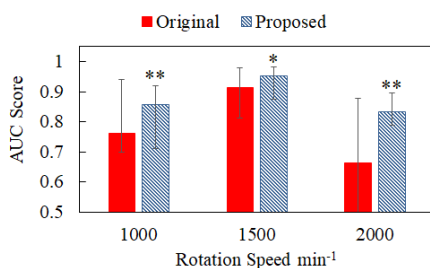 Original Proposed
1
0.9
0.8
0.7
0.6
0.5
AUC Score
** * **
1000 1500 2000
Rotation Speed min-1